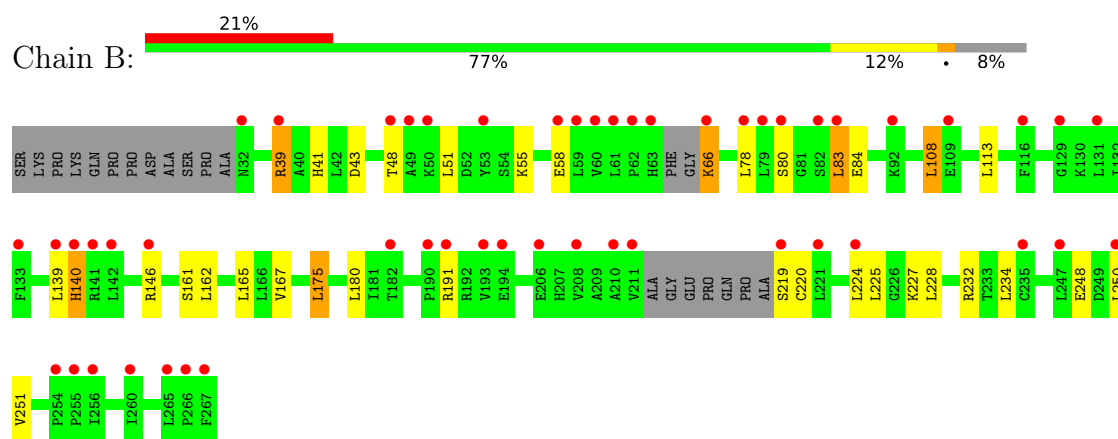 21%
Chain B:
77% 12% • 8%
SER LYS PRO LYS GLN PRO PRO ASP ALA SER PRO ALA N32 R39 A40 H41 L42 D43 T48 A49 K50 L51 D52 Y53 S54 K55 E58 L59 V60 L61 P62 H63 PHE GLY K66 L78 L79 S80 G81 S82 L83 E84 K92 L108 E109 L113 F116 G129 K130 L131 I132
F133 L139 H140 R141 L142 R146 S161 L162 L165 L166 V167 L175 L180 I181 T182 P190 R191 R192 V193 E194 E206 H207 V208 A209 A210 V211 ALA GLY GLU PRO GLN PRO ALA S219 C220 L221 L224 L225 G226 K227 L228 R232 T233 L234 C235 L247 E248 D249 L250
V251 P254 P255 I256 I260 L265 P266 F267